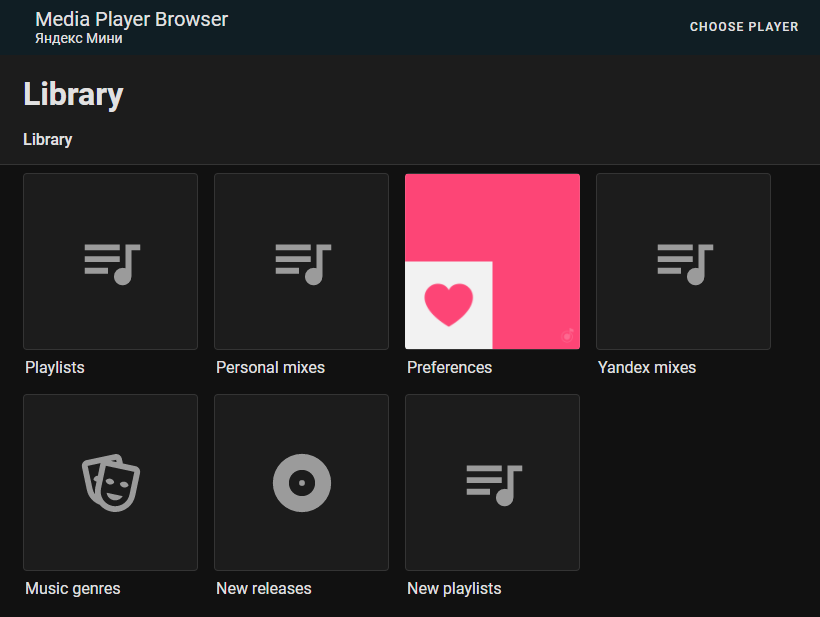 Media Player Browser
Яндекс Мини
CHOOSE PLAYER
Library
Library
Playlists
Personal mixes
Preferences
Yandex mixes
Music genres
New releases
New playlists